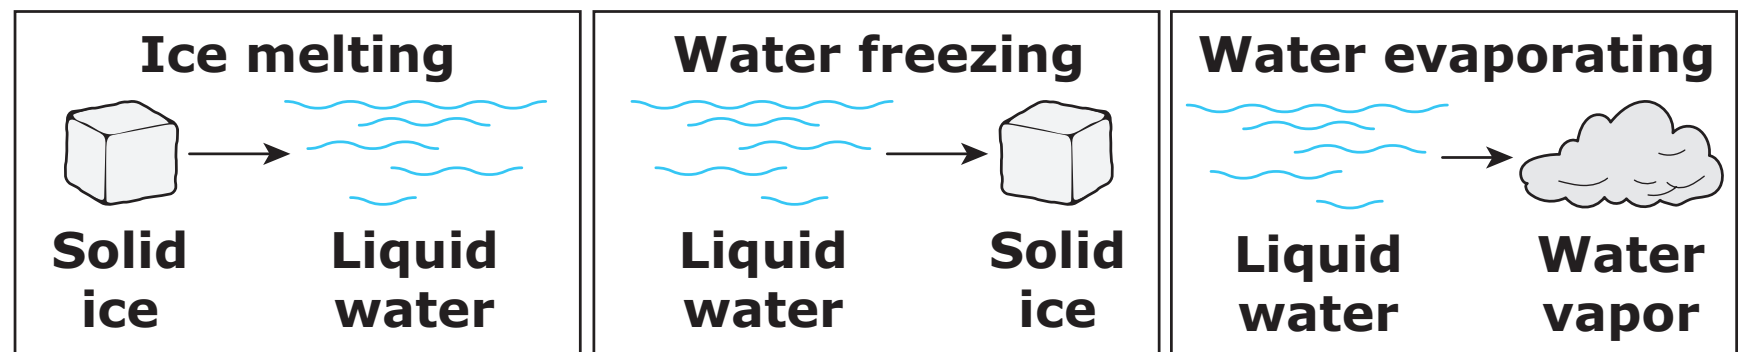 Ice melting
Solid
ice
Liquid
water
Water freezing
Liquid
water
Solid
ice
Water evaporating
Liquid
water
Water
vapor